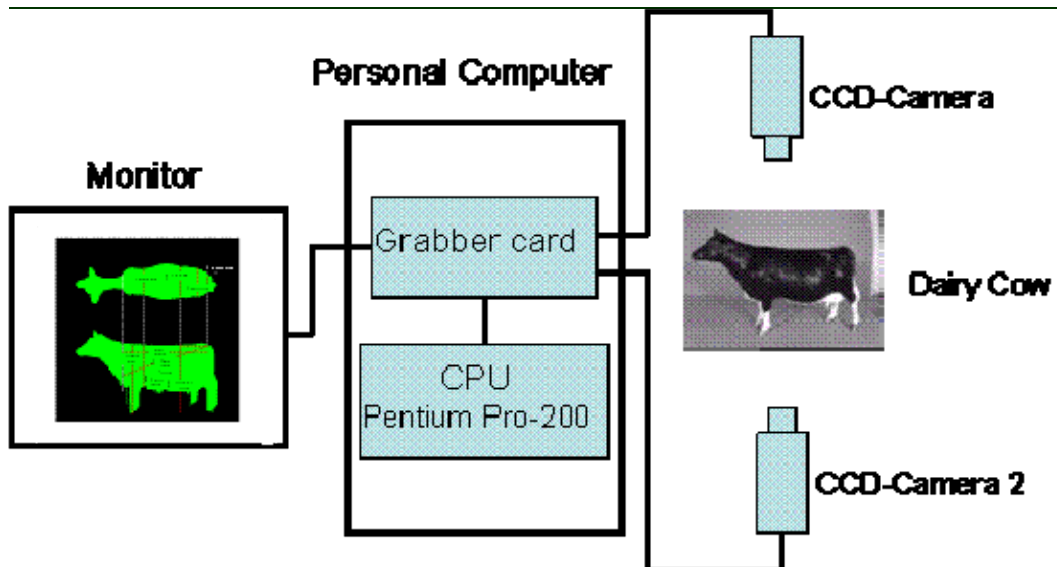 Personal Computer
CCD-Camera
Monitor
Grabber card
Dairy Cow
CPU
Pentium Pro-200
CCD-Camera 2